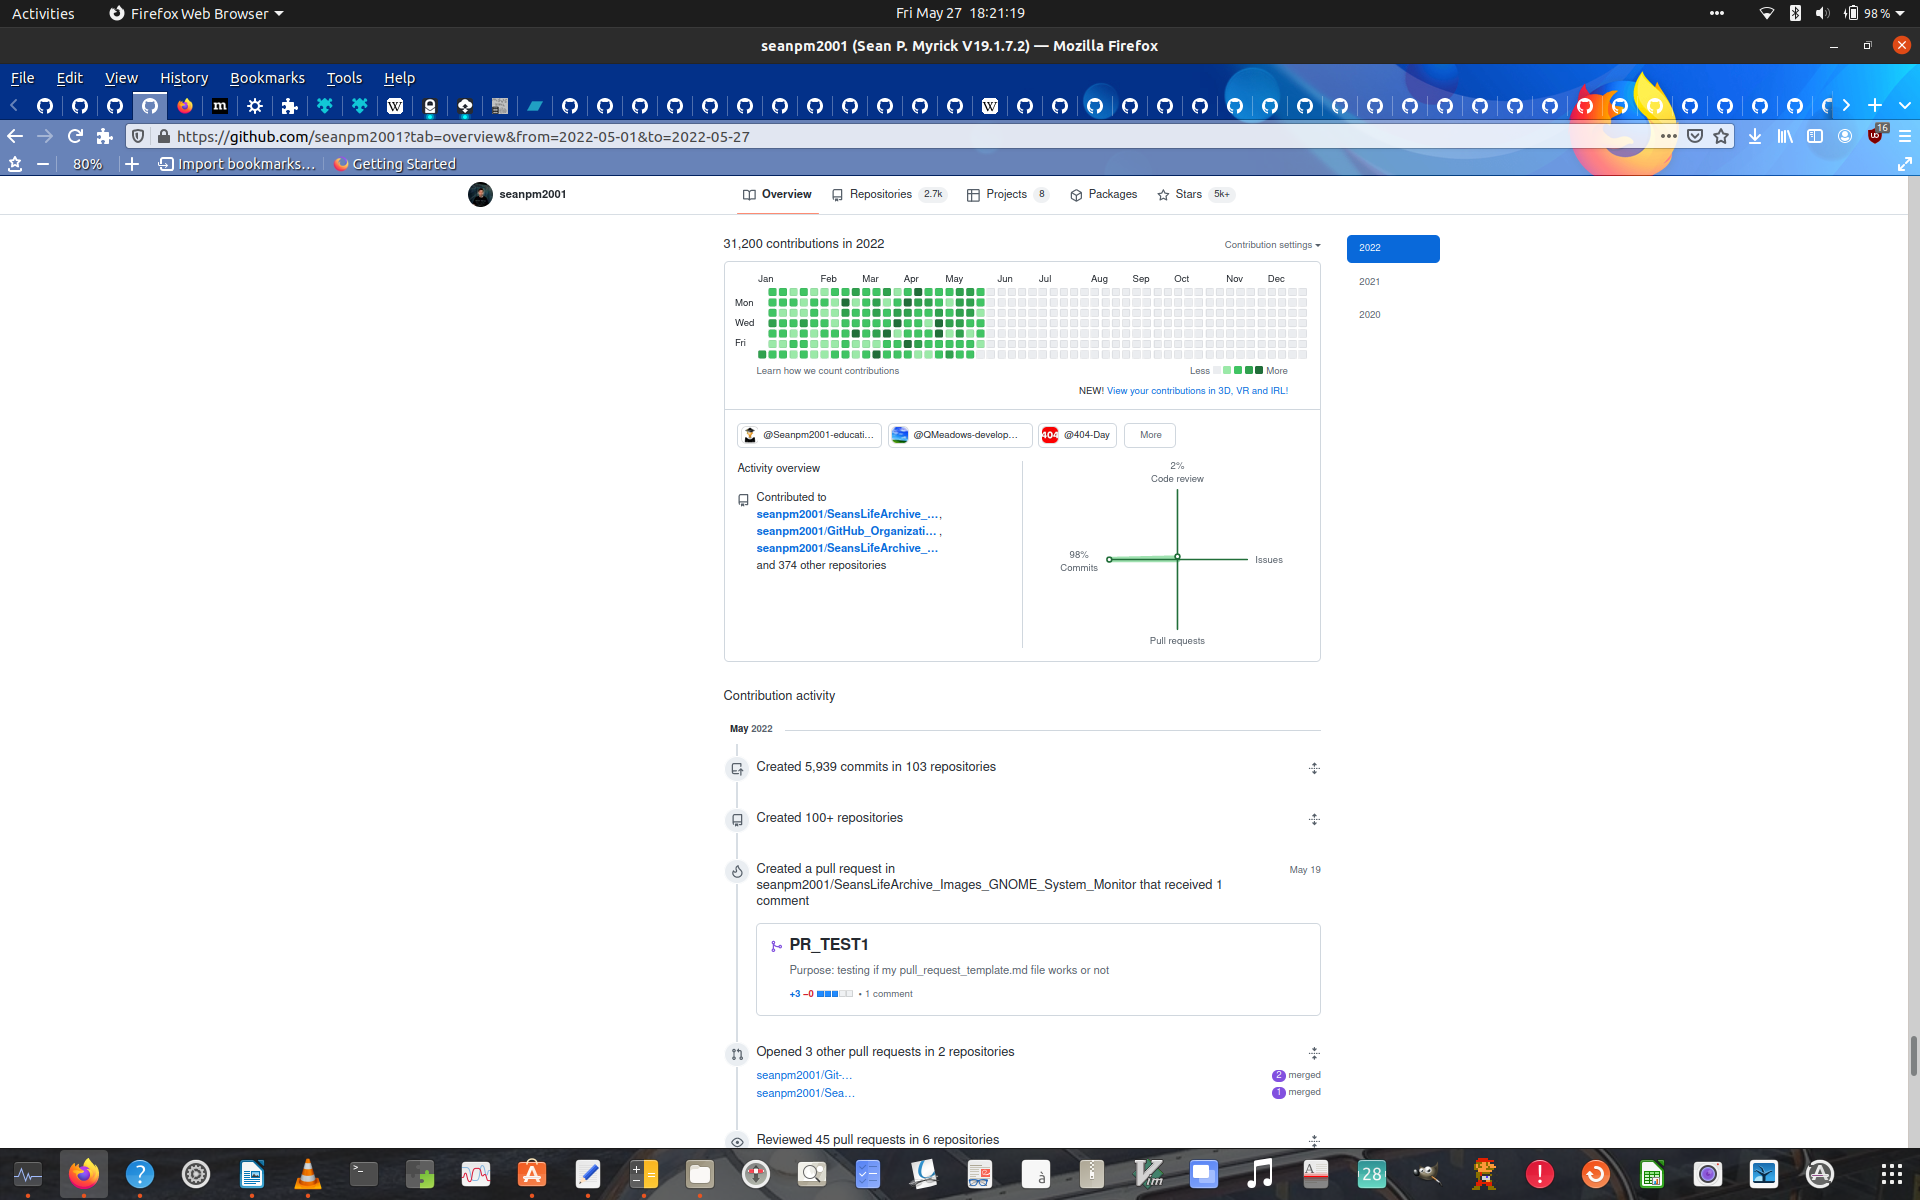 Activities
Firefox Web Browser
Fri May 27 18:21:19
98 %
seanpm2001 (Sean P. Myrick V19.1.7.2) — Mozilla Firefox
File Edit View History Bookmarks Tools Help
https://github.com/seanpm2001?tab=overview&from=2022-05-01&to=2022-05-27
16
80%
Import bookmarks...
Getting Started
seanpm2001
Overview
Repositories 2.7k
Projects 8
Packages
Stars 5k+
31,200 contributions in 2022
Contribution settings
2022
2021
2020
Jan Feb Mar Apr May Jun Jul Aug Sep Oct Nov Dec
Mon
Wed
Fri
Learn how we count contributions
Less More
NEW! View your contributions in 3D, VR and IRL!
@Seanpm2001-educati...
@QMeadows-develop...
404 @404-Day
More
Activity overview
Contributed to
seanpm2001/SeansLifeArchive_...,
seanpm2001/GitHub_Organizati... ,
seanpm2001/SeansLifeArchive_...
and 374 other repositories
2%
Code review
98%
Commits
Issues
Pull requests
Contribution activity
May 2022
Created 5,939 commits in 103 repositories
Created 100+ repositories
Created a pull request in
seanpm2001/SeansLifeArchive_Images_GNOME_System_Monitor that received 1
comment
May 19
PR_TEST1
Purpose: testing if my pull_request_template.md file works or not
+3 −0 • 1 comment
Opened 3 other pull requests in 2 repositories
seanpm2001/Git-...
2 merged
seanpm2001/Sea...
1 merged
Reviewed 45 pull requests in 6 repositories
28